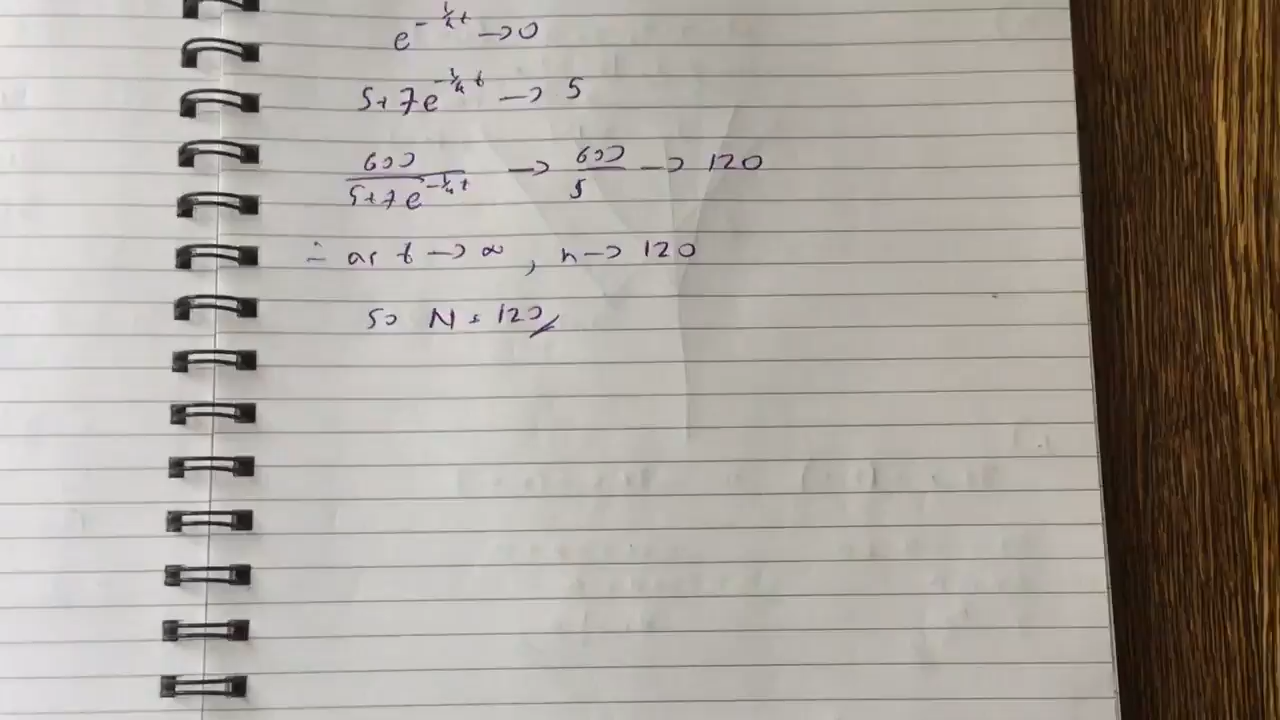 e^{-1/4 t} → 0
5+7e^{-1/4 t} → 5
600/(5+7e^{-1/4 t}) → 600/5 → 120
∴ as t → ∞, n → 120
So N = 120